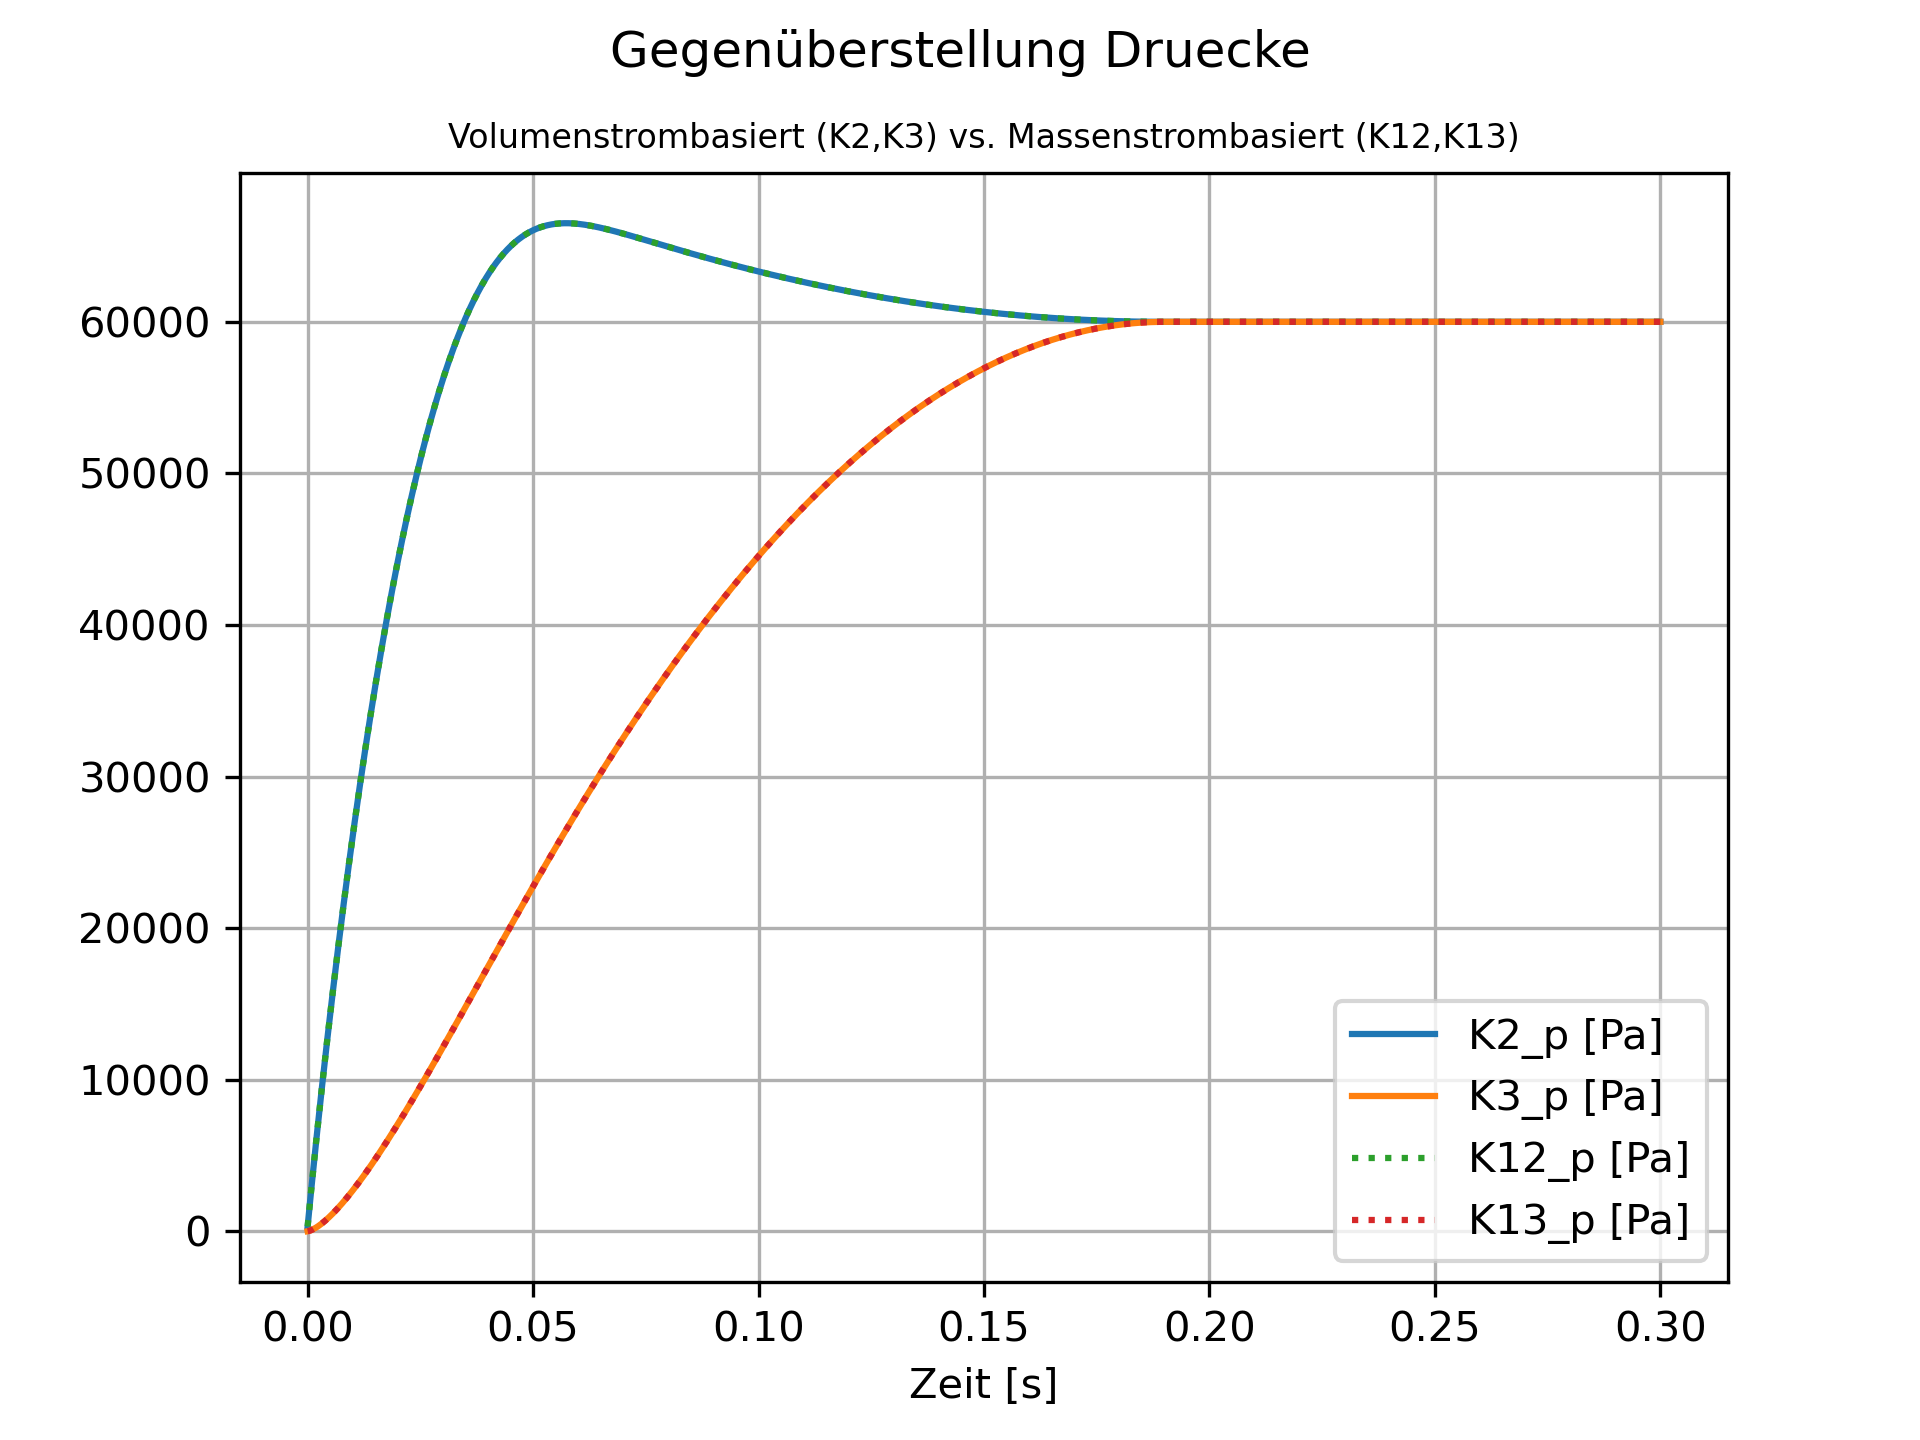 Gegenüberstellung Druecke
Volumenstrombasiert (K2,K3) vs. Massenstrombasiert (K12,K13)
60000
50000
40000
30000
20000
10000
0
K2_p [Pa]
K3_p [Pa]
K12_p [Pa]
K13_p [Pa]
0.00 0.05 0.10 0.15 0.20 0.25 0.30
Zeit [s]